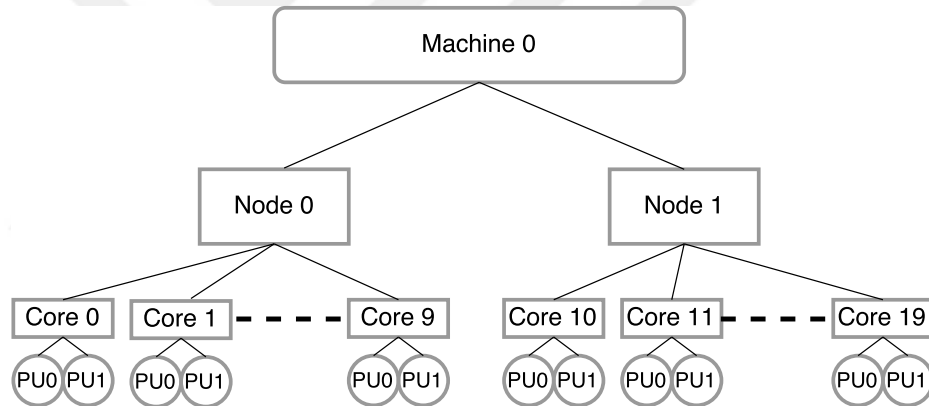 Machine 0
Node 0 Node 1
Core 0 Core 1 Core 9 Core 10 Core 11 Core 19
PU0 PU1 PU0 PU1 PU0 PU1 PU0 PU1 PU0 PU1 PU0 PU1